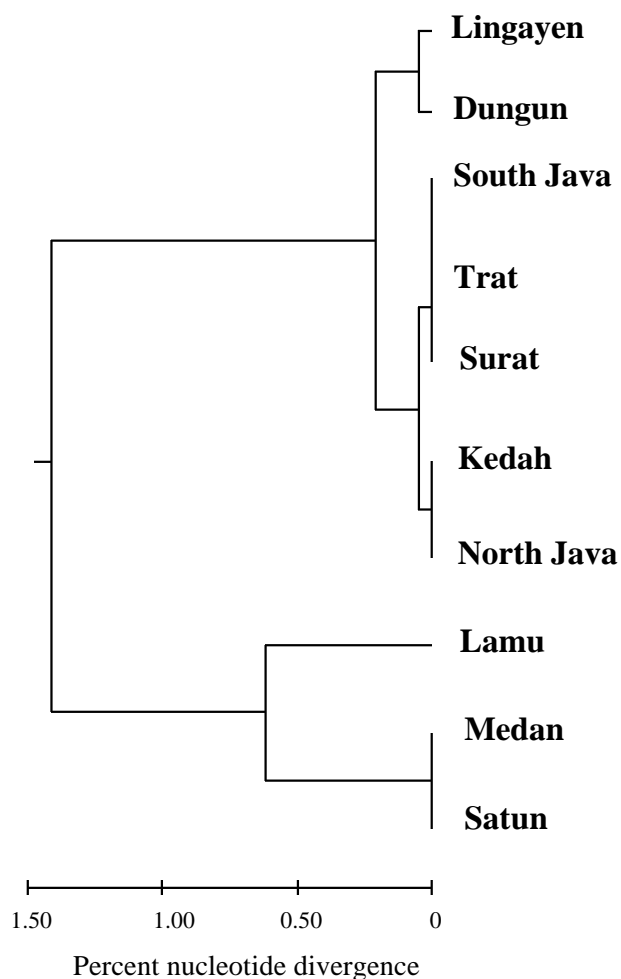 Lingayen
Dungun
South Java
Trat
Surat
Kedah
North Java
Lamu
Medan
Satun
1.50 1.00 0.50 0
Percent nucleotide divergence